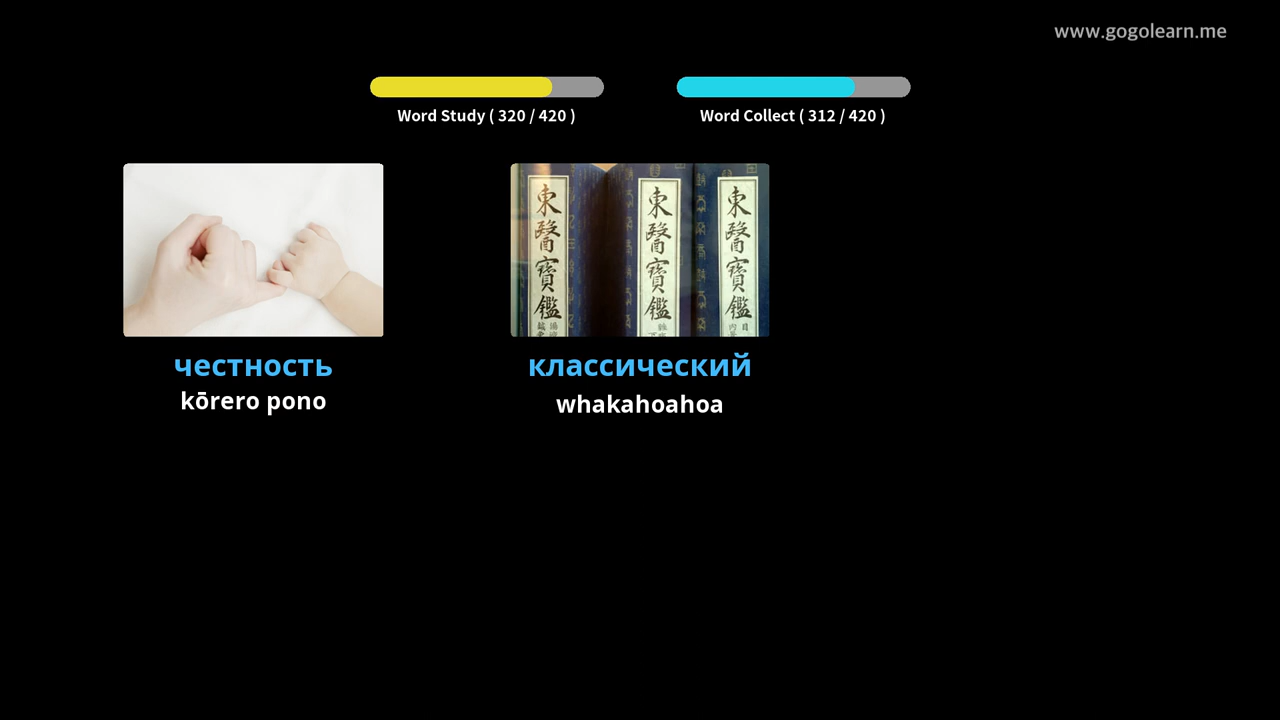 www.gogolearn.me
Word Study ( 320 / 420 )
Word Collect ( 312 / 420 )
東醫寶鑑
東醫寶鑑
東醫寶鑑
честность
классический
kōrero pono
whakahoahoa